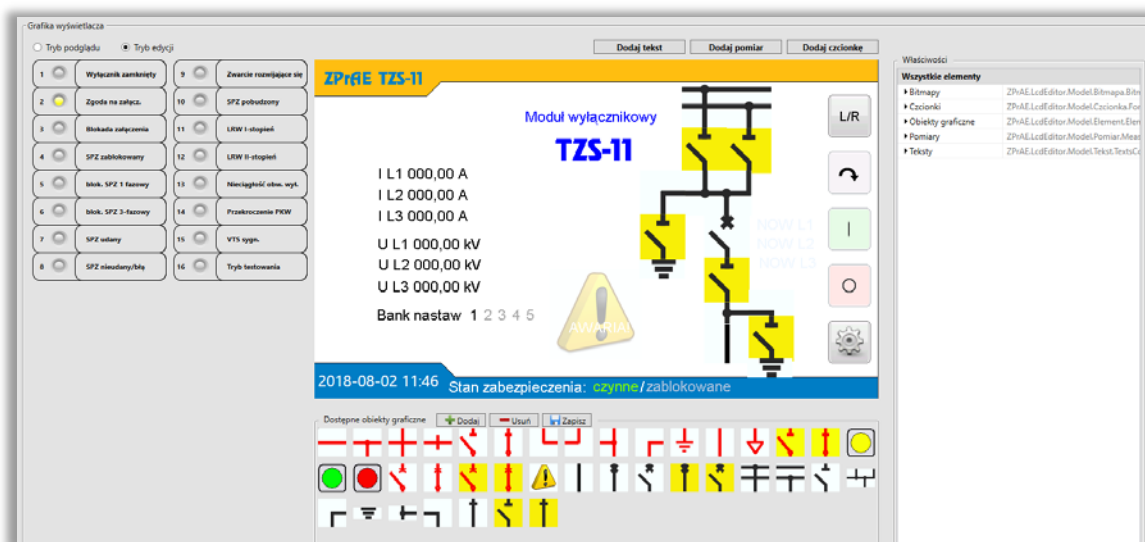 Grafika wyświetlacza
Tryb podglądu Tryb edycji
Dodaj tekst Dodaj pomiar Dodaj czcionkę
1 Wyłącznik zamknięty
2 Zgoda na załącz.
3 Blokada załączenia
4 SPZ zablokowany
5 blok. SPZ 1 fazowy
6 blok. SPZ 3-fazowy
7 SPZ udany
8 SPZ nieudany/błą
9 Zwarcie rozwijające się
10 SPZ pobudzony
11 LRW I-stopień
12 LRW II-stopień
13 Nieciągłość obw. wył.
14 Przekroczenie PKW
15 VTS sygn.
16 Tryb testowania
ZPrAE TZS-11
Moduł wyłącznikowy
TZS-11
I L1 000,00 A
I L2 000,00 A
I L3 000,00 A
U L1 000,00 kV
U L2 000,00 kV
U L3 000,00 kV
Bank nastaw 1 2 3 4 5
AWARIA!
NOW L1
NOW L2
NOW L3
L/R
2018-08-02 11:46 Stan zabezpieczenia: czynne/zablokowane
Dostępne obiekty graficzne Dodaj Usuń Zapisz
Właściwości
Wszystkie elementy
Bitmapy ZPrAE.LcdEditor.Model.Bitmapa.Bitm
Czcionki ZPrAE.LcdEditor.Model.Czcionka.For
Obiekty graficzne ZPrAE.LcdEditor.Model.Element.Elen
Pomiary ZPrAE.LcdEditor.Model.Pomiar.Meas
Teksty ZPrAE.LcdEditor.Model.Tekst.TextsCo